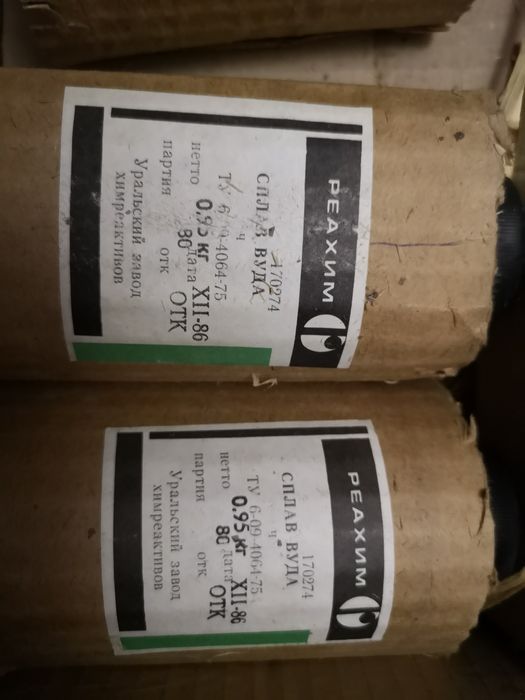 РЕАХИМ
170274
СПЛАВ ВУДА
ч
ТУ 6-09-4064-75
нетто 0,95 кг дата XII-86
партия 80 отк ОТК
Уральский завод
химреактивов
РЕАХИМ
170274
СПЛАВ ВУДА
ч
ТУ 6-09-4064-75
нетто 0,95 кг дата XII-86
партия 80 отк ОТК
Уральский завод
химреактивов